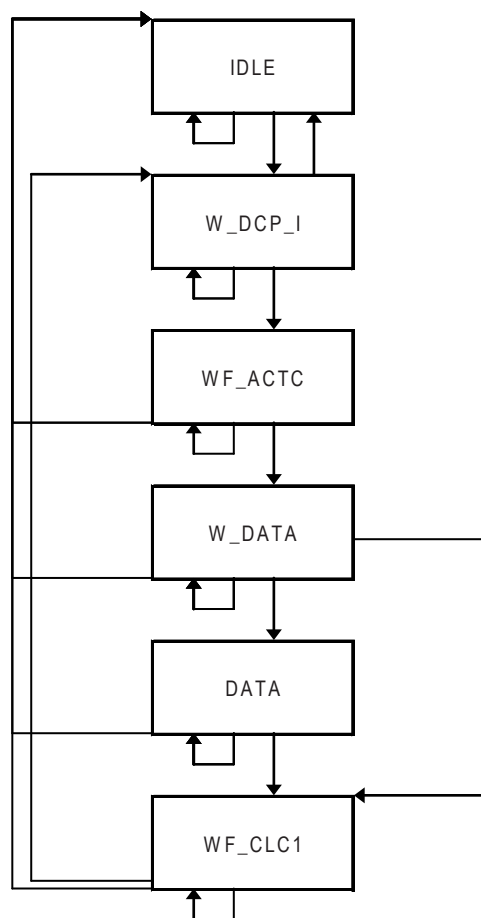 IDLE
W_DCP_I
WF_ACTC
W_DATA
DATA
WF_CLC1